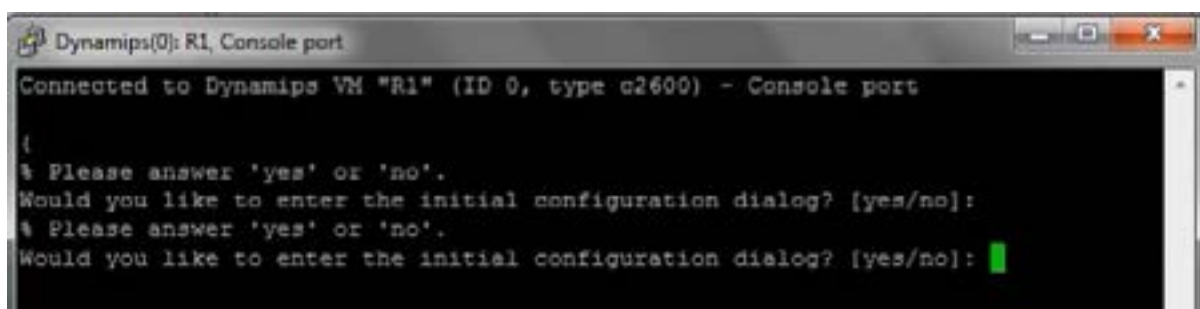 Dynamips(0): R1, Console port
Connected to Dynamips VM "R1" (ID 0, type c2600) - Console port
{
% Please answer 'yes' or 'no'.
Would you like to enter the initial configuration dialog? [yes/no]:
% Please answer 'yes' or 'no'.
Would you like to enter the initial configuration dialog? [yes/no]: